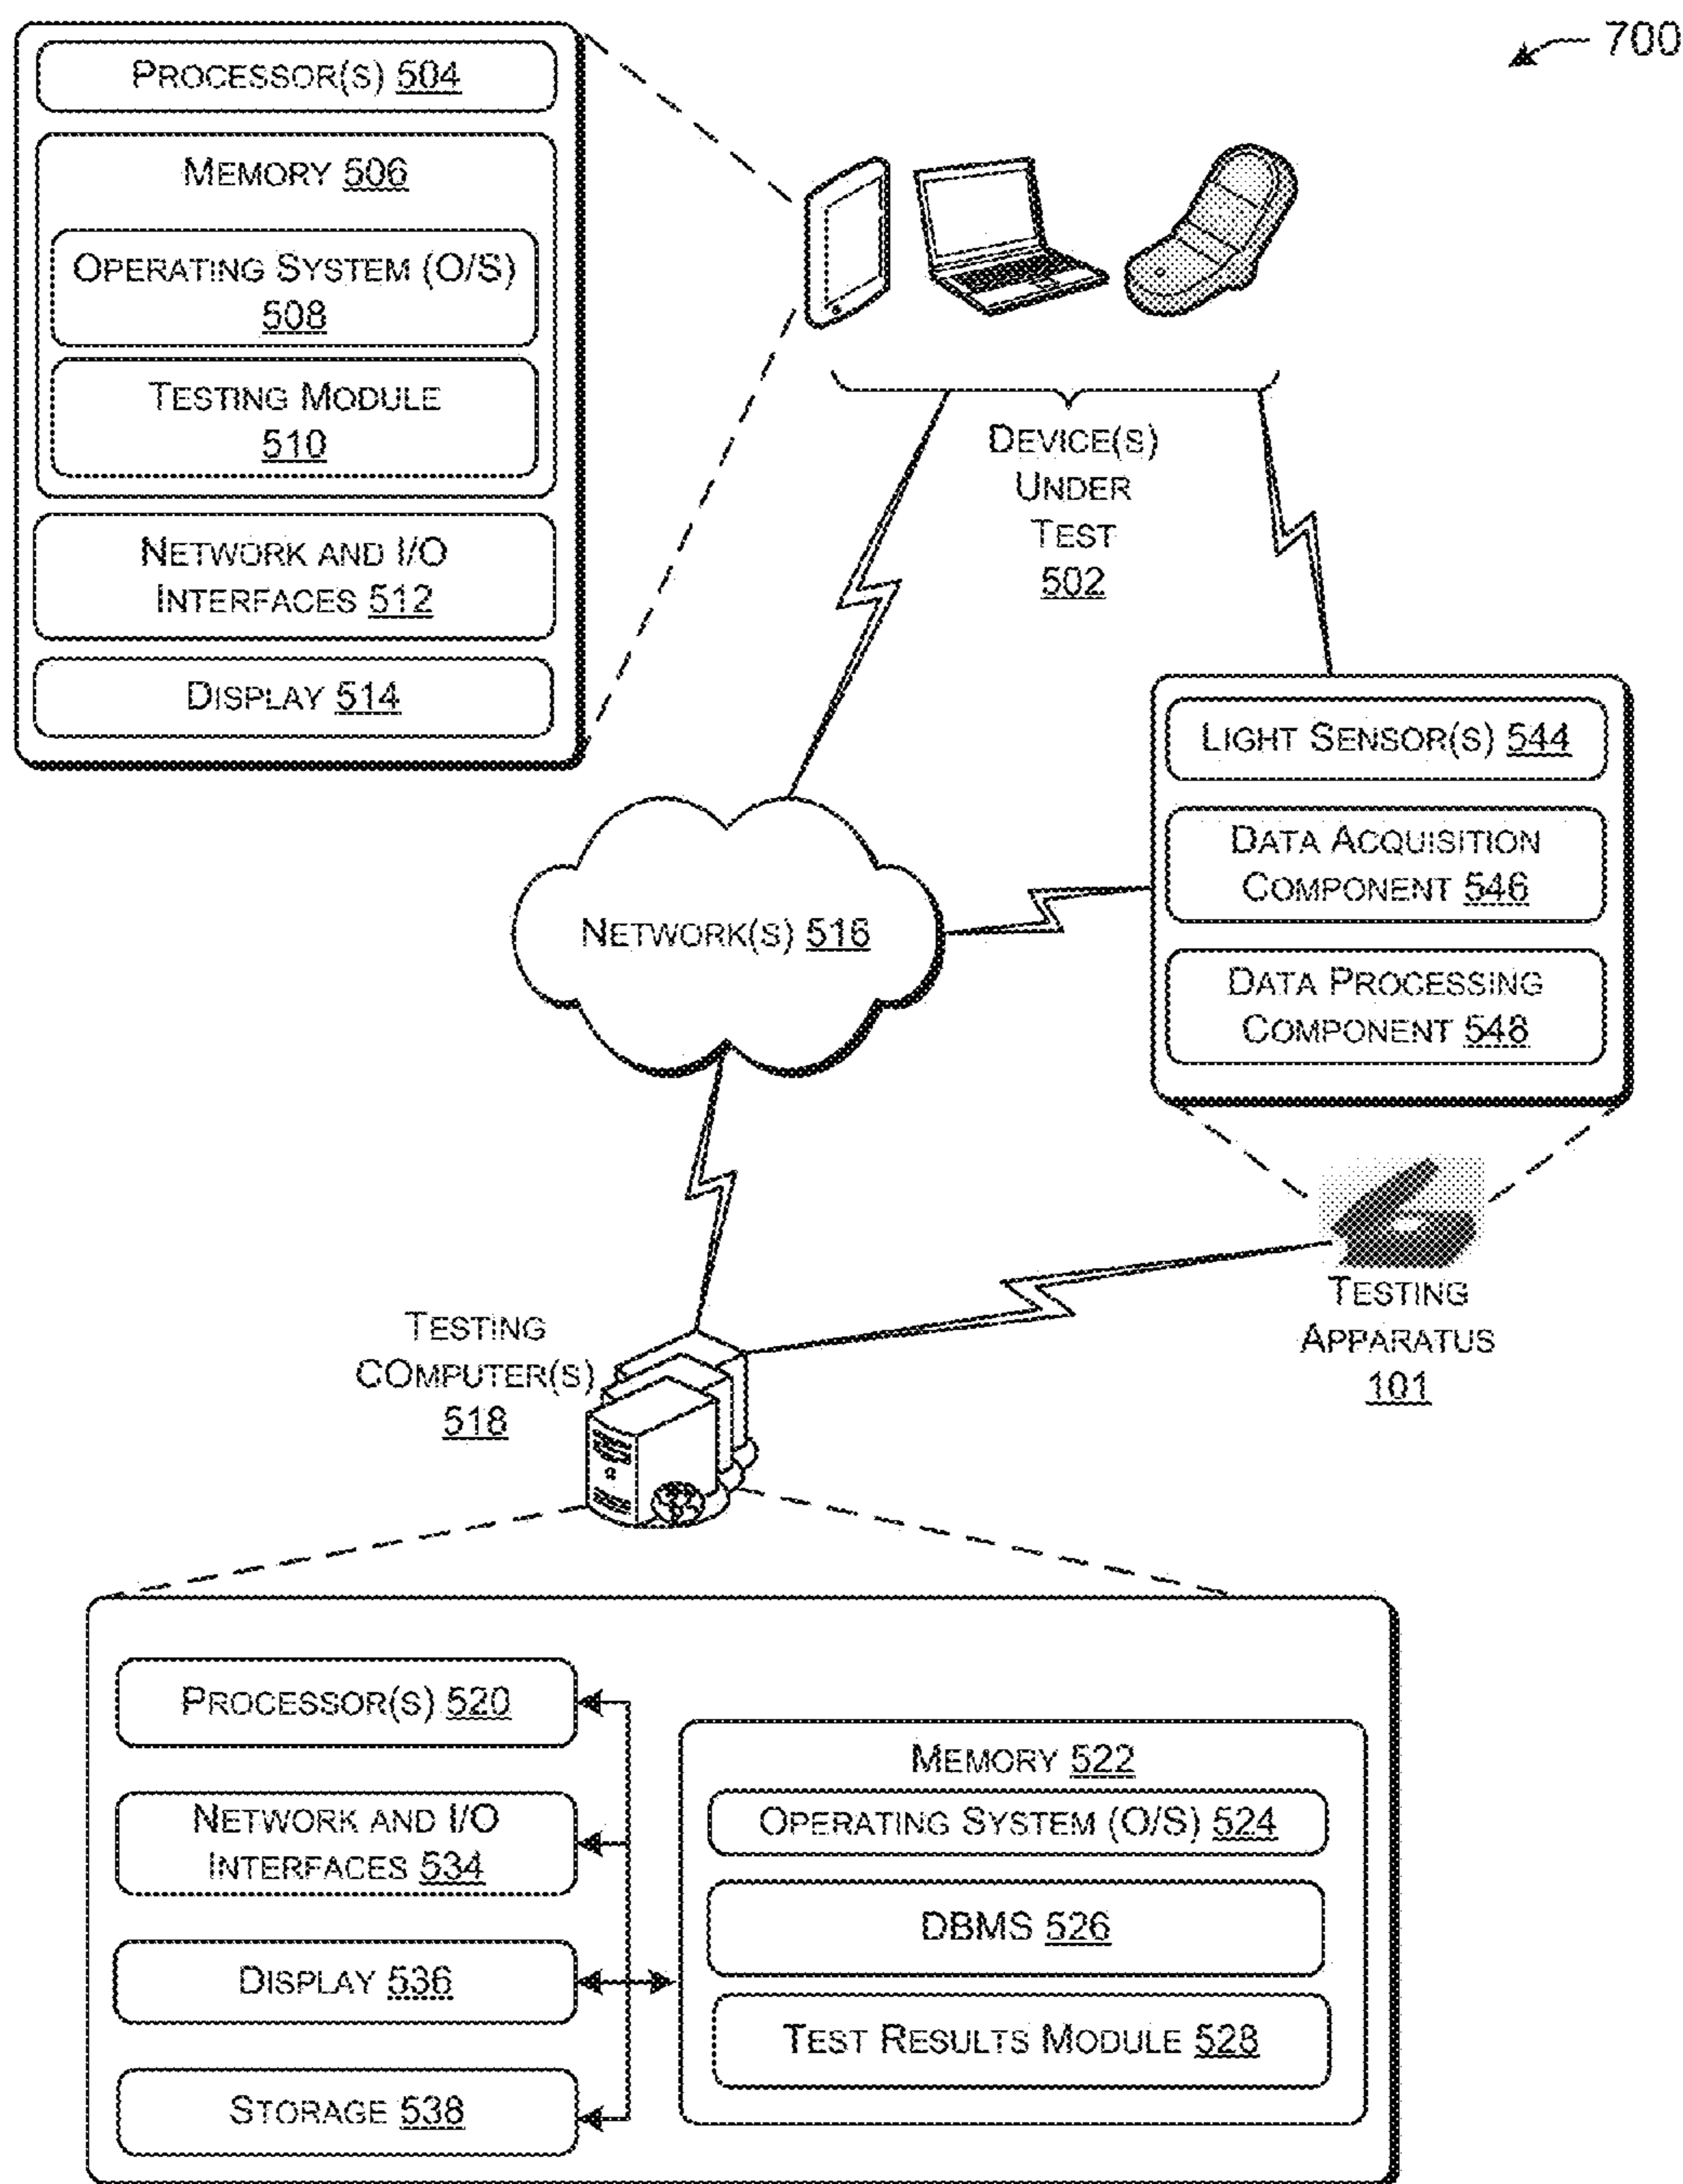 700
PROCESSOR(S) 504
MEMORY 506
OPERATING SYSTEM (O/S)
508
TESTING MODULE
510
NETWORK AND I/O
INTERFACES 512
DISPLAY 514
DEVICE(S)
UNDER
TEST
502
LIGHT SENSOR(S) 544
DATA ACQUISITION
COMPONENT 546
DATA PROCESSING
COMPONENT 548
NETWORK(S) 516
TESTING
APPARATUS
101
TESTING
COMPUTER(S)
518
PROCESSOR(S) 520
NETWORK AND I/O
INTERFACES 534
DISPLAY 536
STORAGE 538
MEMORY 522
OPERATING SYSTEM (O/S) 524
DBMS 526
TEST RESULTS MODULE 528